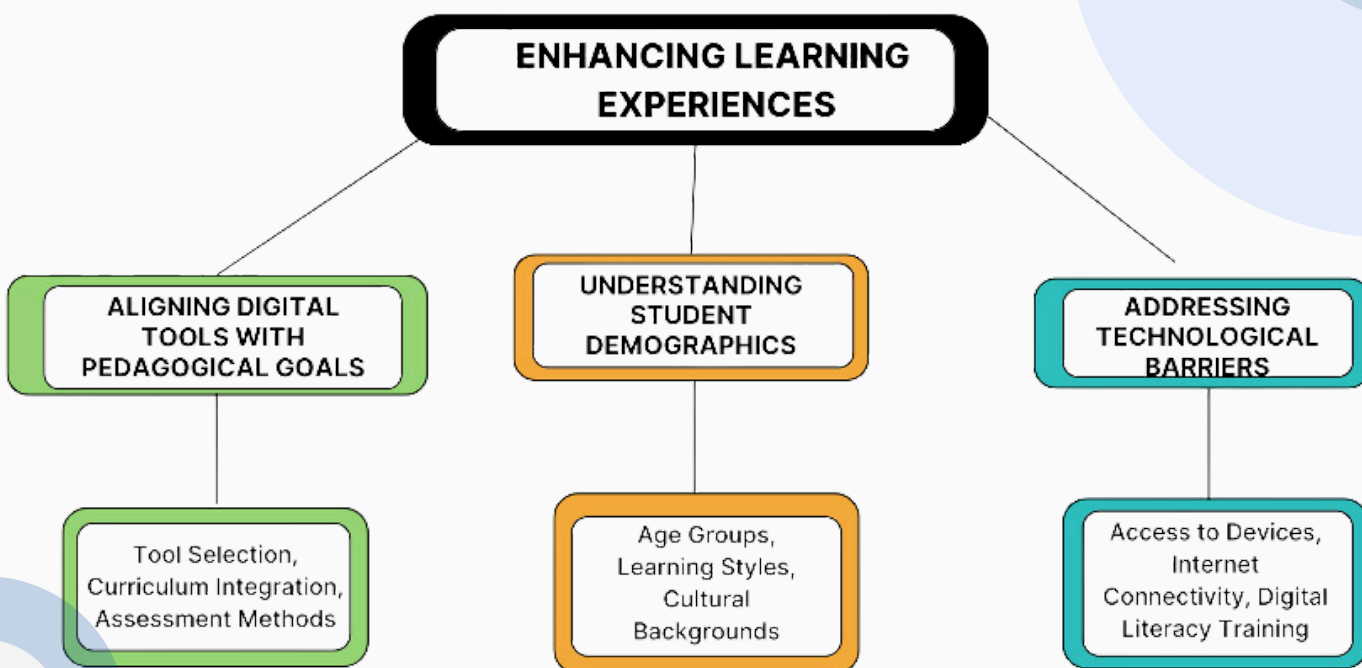 ENHANCING LEARNING
EXPERIENCES
ALIGNING DIGITAL
TOOLS WITH
PEDAGOGICAL GOALS
UNDERSTANDING
STUDENT
DEMOGRAPHICS
ADDRESSING
TECHNOLOGICAL
BARRIERS
Tool Selection,
Curriculum Integration,
Assessment Methods
Age Groups,
Learning Styles,
Cultural
Backgrounds
Access to Devices,
Internet
Connectivity, Digital
Literacy Training